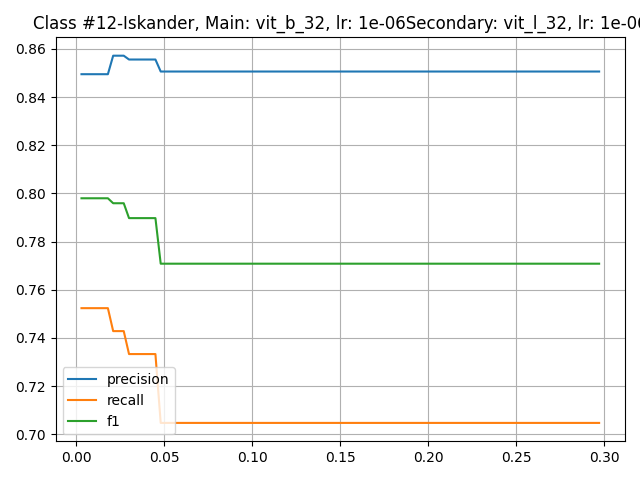 Class #12-Iskander, Main: vit_b_32, lr: 1e-06Secondary: vit_l_32, lr: 1e-06
0.86
0.84
0.82
0.80
0.78
0.76
0.74
0.72
0.70
precision
recall
f1
0.00 0.05 0.10 0.15 0.20 0.25 0.30